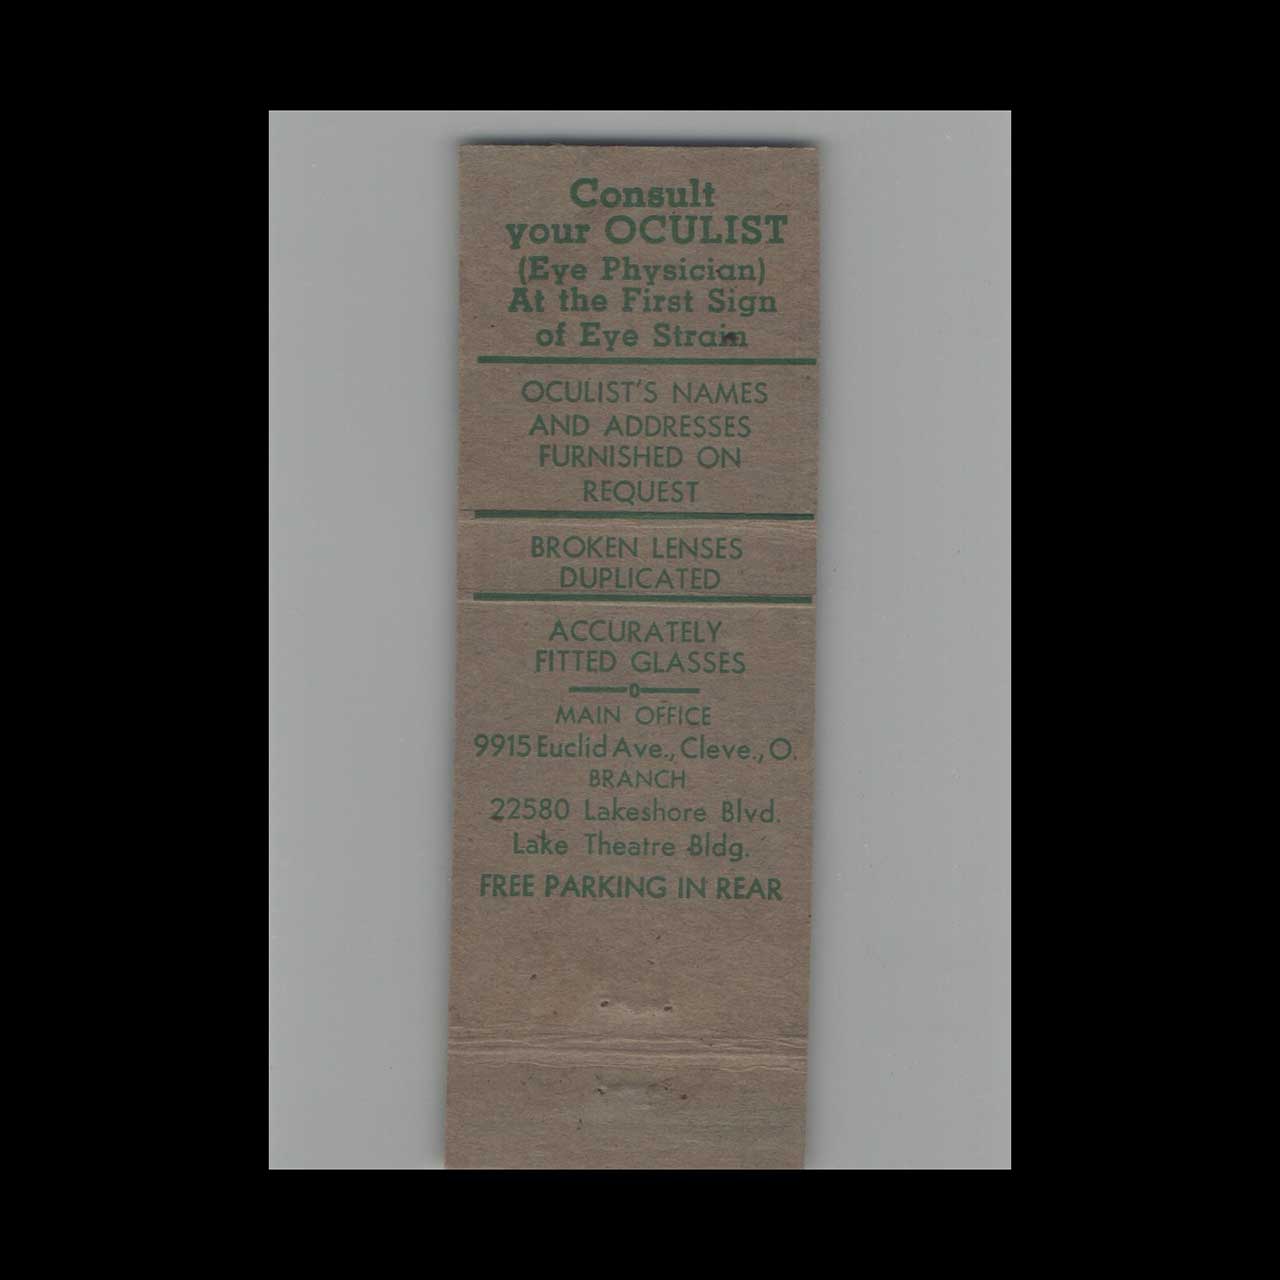 Consult
your OCULIST
(Eye Physician)
At the First Sign
of Eye Strain
OCULIST'S NAMES
AND ADDRESSES
FURNISHED ON
REQUEST
BROKEN LENSES
DUPLICATED
ACCURATELY
FITTED GLASSES
MAIN OFFICE
9915 Euclid Ave., Cleve., O.
BRANCH
22580 Lakeshore Blvd.
Lake Theatre Bldg.
FREE PARKING IN REAR